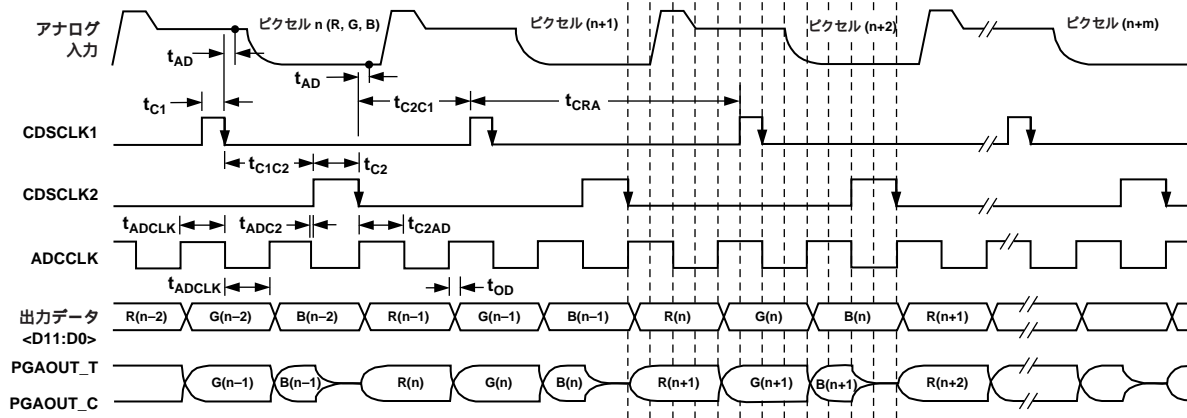 アナログ
入力
ピクセル n (R, G, B)
ピクセル (n+1)
ピクセル (n+2)
ピクセル (n+m)
tAD
tAD
tC1
tC2C1
tCRA
CDSCLK1
tC1C2
tC2
CDSCLK2
tADCLK
tADC2
tC2AD
ADCCLK
tADCLK
tOD
出力データ
<D11:D0>
R(n–2) G(n–2) B(n–2) R(n–1) G(n–1) B(n–1) R(n) G(n) B(n) R(n+1)
PGAOUT_T
G(n–1) B(n–1) R(n) G(n) B(n) R(n+1) G(n+1) B(n+1) R(n+2)
PGAOUT_C